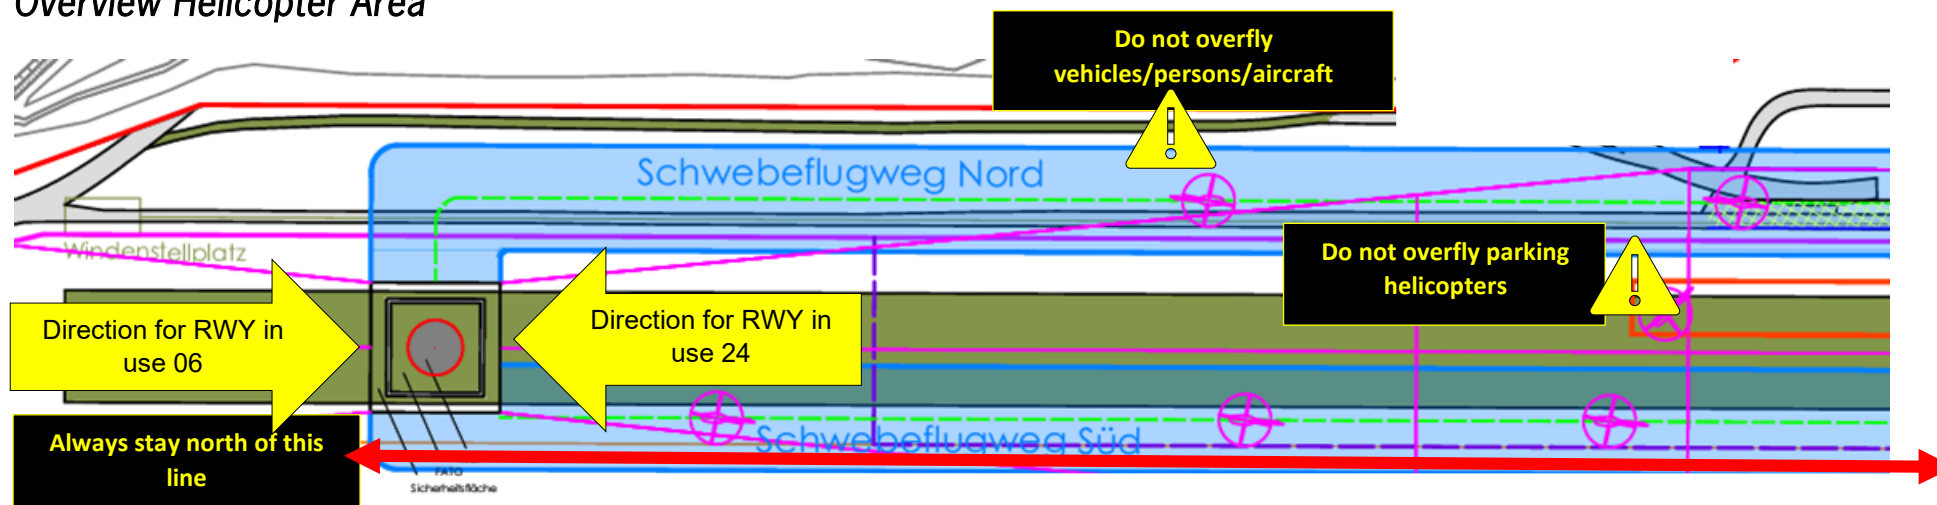 Overview Helicopter Area
Do not overfly
vehicles/persons/aircraft
Schwebeflugweg Nord
Windenstellplatz
Do not overfly parking
helicopters
Direction for RWY in
use 06
Direction for RWY in
use 24
Always stay north of this
line
Schwebeflugweg Süd
FATO
Sicherheitsfläche